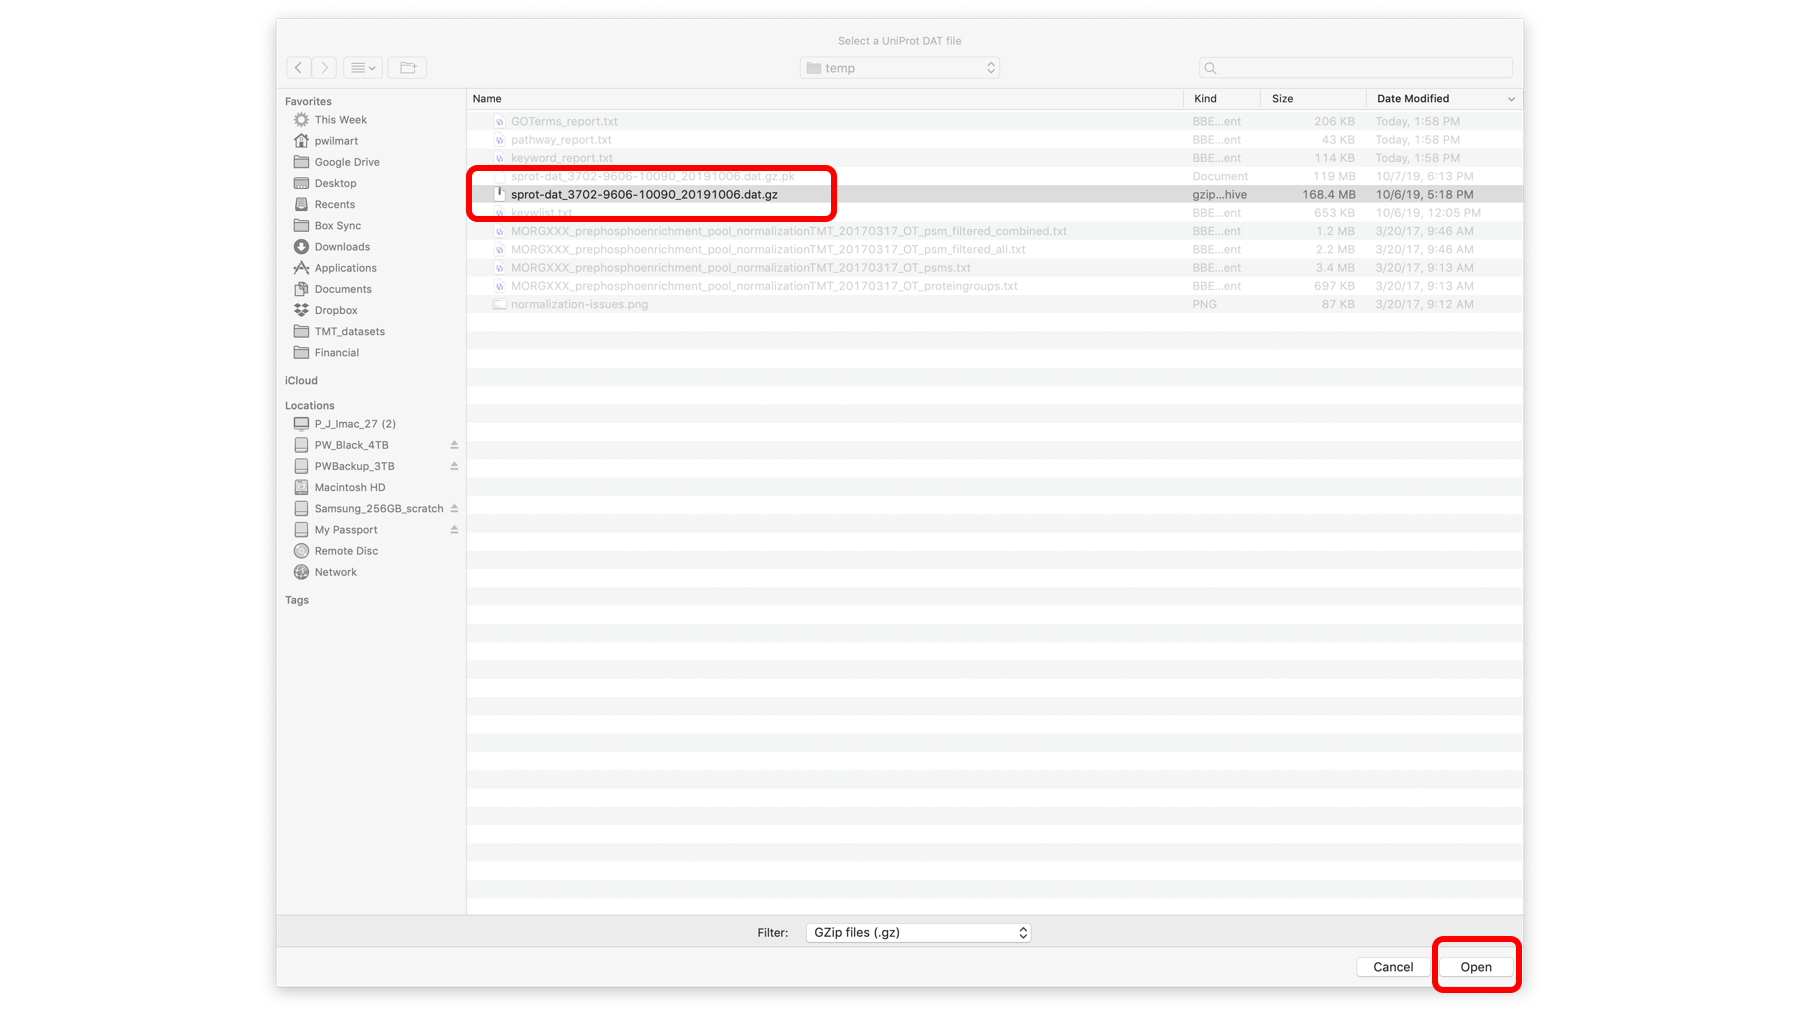 Select a UniProt DAT file
temp
Favorites
This Week
pwilmart
Google Drive
Desktop
Recents
Box Sync
Downloads
Applications
Documents
Dropbox
TMT_datasets
Financial
iCloud
Locations
P_J_Imac_27 (2)
PW_Black_4TB
PWBackup_3TB
Macintosh HD
Samsung_256GB_scratch
My Passport
Remote Disc
Network
Tags
Name Kind Size Date Modified
GOTerms_report.txt BBE...ent 206 KB Today, 1:58 PM
pathway_report.txt BBE...ent 43 KB Today, 1:58 PM
keyword_report.txt BBE...ent 114 KB Today, 1:58 PM
sprot-dat_3702-9606-10090_20191006.dat.gz.pk Document 119 MB 10/7/19, 6:13 PM
sprot-dat_3702-9606-10090_20191006.dat.gz gzip...hive 168.4 MB 10/6/19, 5:18 PM
keywlist.txt BBE...ent 653 KB 10/6/19, 12:05 PM
MORGXXX_prephosphoenrichment_pool_normalizationTMT_20170317_OT_psm_filtered_combined.txt BBE...ent 1.2 MB 3/20/17, 9:46 AM
MORGXXX_prephosphoenrichment_pool_normalizationTMT_20170317_OT_psm_filtered_all.txt BBE...ent 2.2 MB 3/20/17, 9:46 AM
MORGXXX_prephosphoenrichment_pool_normalizationTMT_20170317_OT_psms.txt BBE...ent 3.4 MB 3/20/17, 9:13 AM
MORGXXX_prephosphoenrichment_pool_normalizationTMT_20170317_OT_proteingroups.txt BBE...ent 697 KB 3/20/17, 9:13 AM
normalization-issues.png PNG 87 KB 3/20/17, 9:12 AM
Filter: GZip files (.gz)
Cancel Open